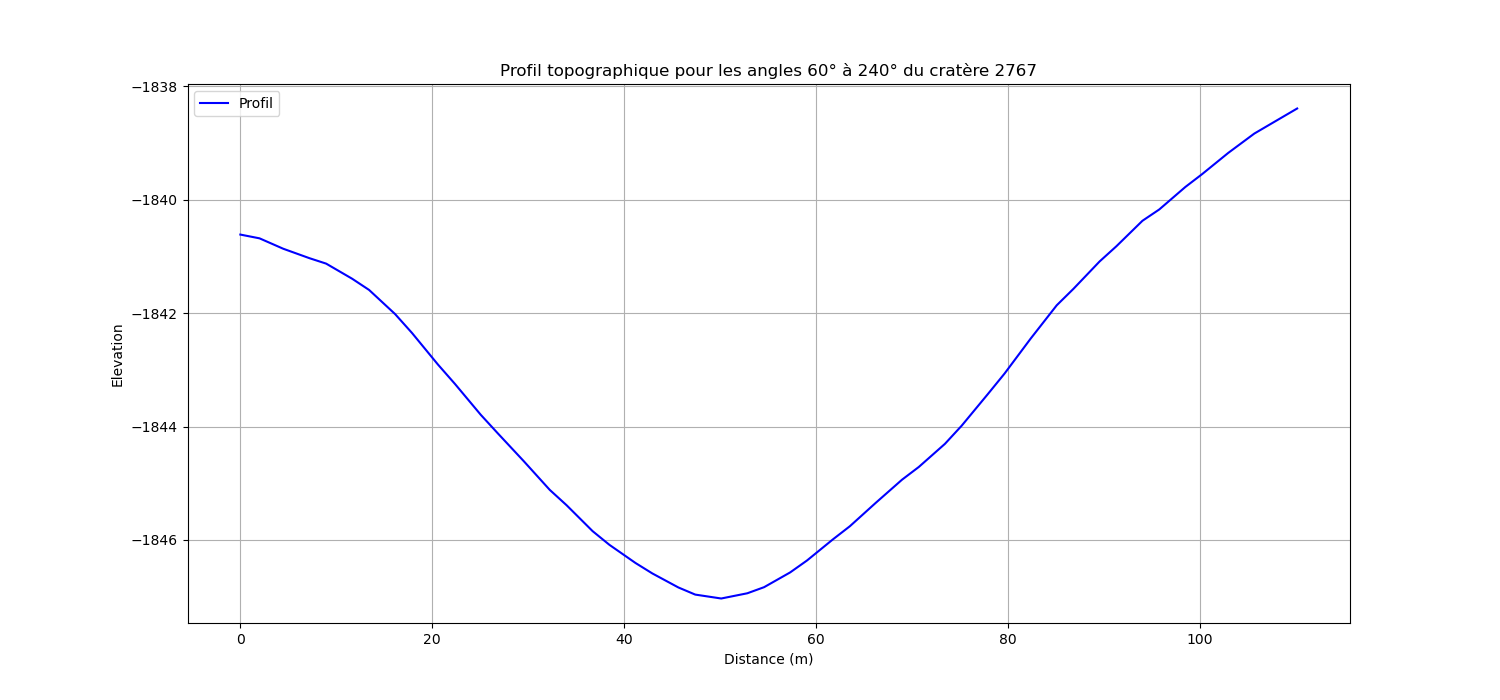 Profil topographique pour les angles 60° à 240° du cratère 2767
Profil
Elevation
−1838
−1840
−1842
−1844
−1846
0 20 40 60 80 100
Distance (m)